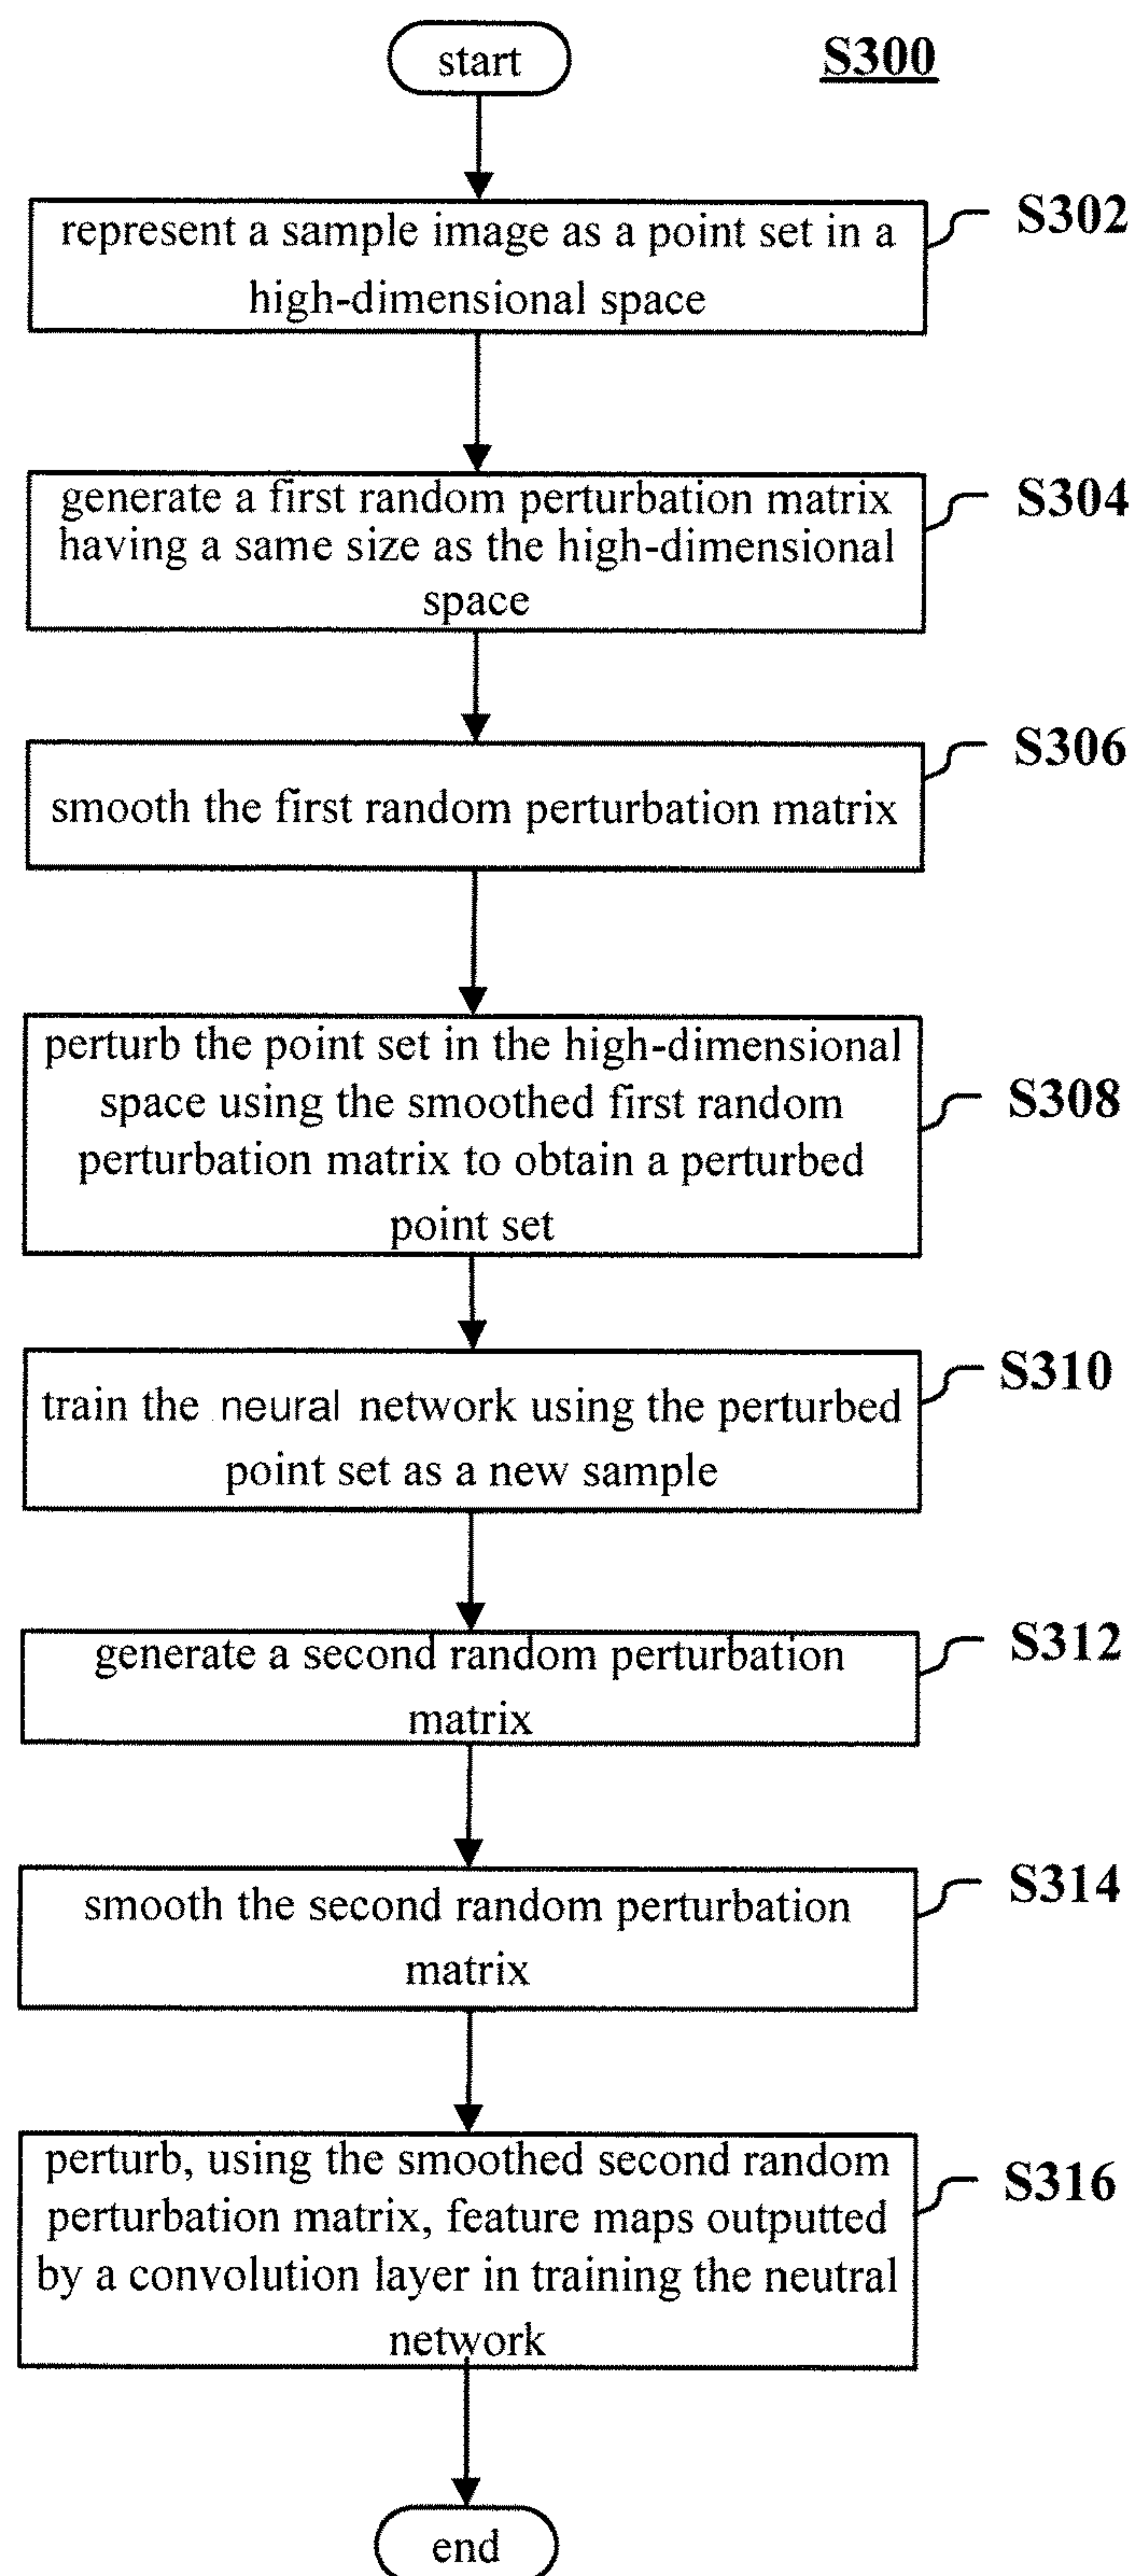 start
S300
represent a sample image as a point set in a
high-dimensional space
S302
generate a first random perturbation matrix
having a same size as the high-dimensional
space
S304
smooth the first random perturbation matrix
S306
perturb the point set in the high-dimensional
space using the smoothed first random
perturbation matrix to obtain a perturbed
point set
S308
train the neural network using the perturbed
point set as a new sample
S310
generate a second random perturbation
matrix
S312
smooth the second random perturbation
matrix
S314
perturb, using the smoothed second random
perturbation matrix, feature maps outputted
by a convolution layer in training the neutral
network
S316
end